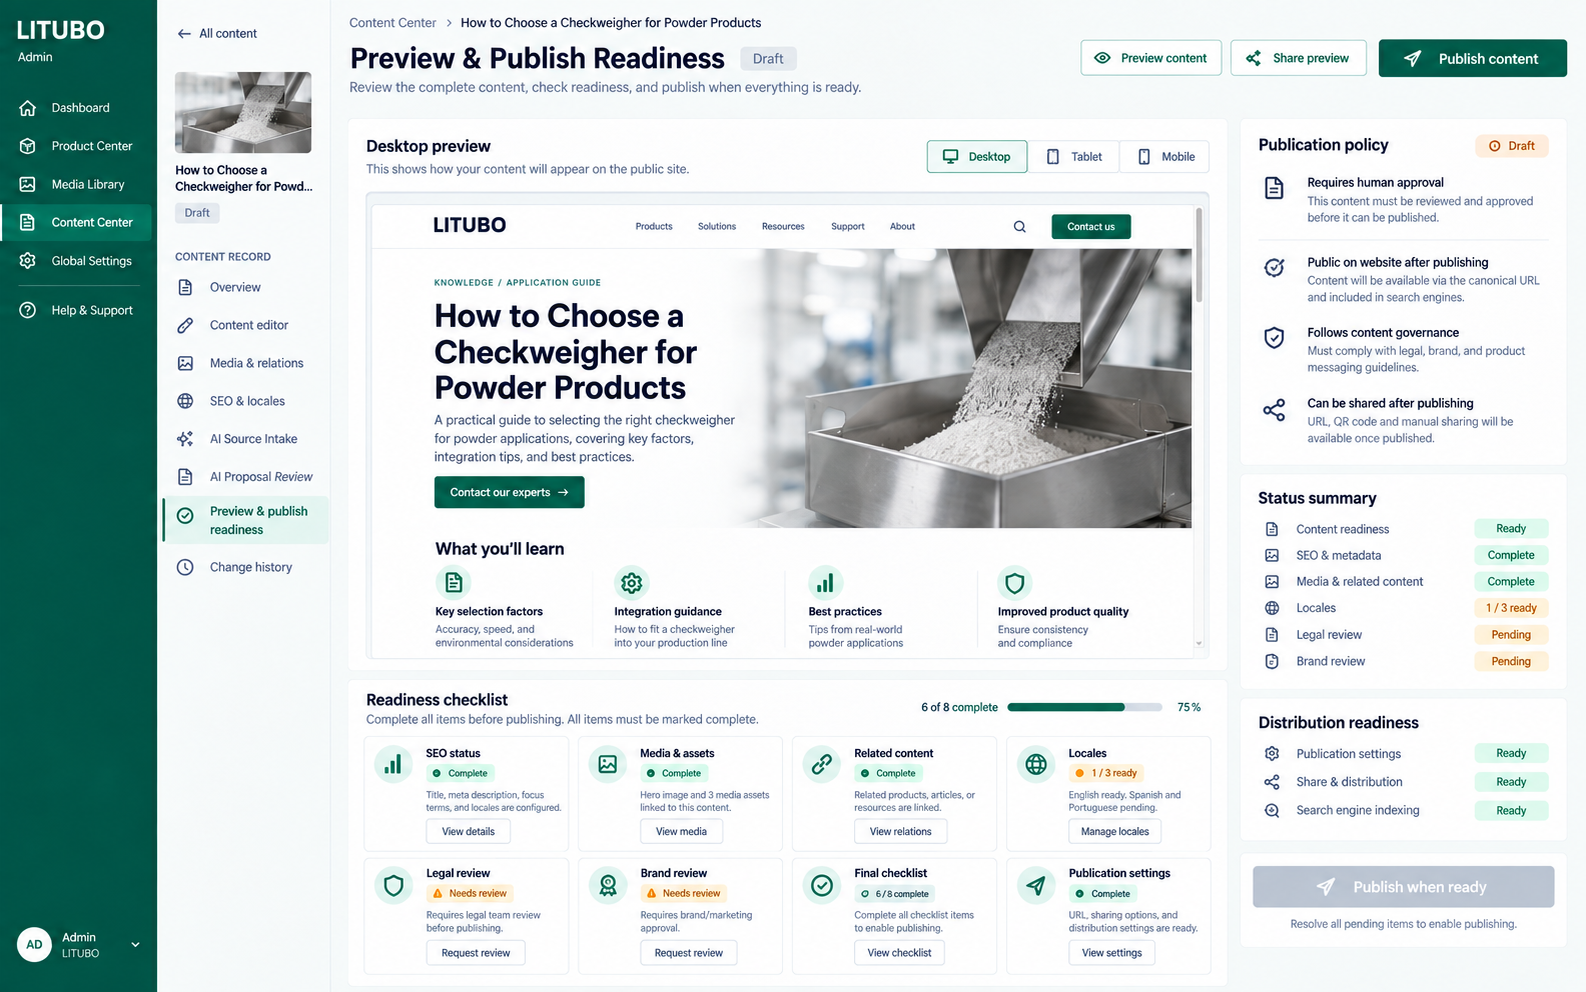 LITUBO
Admin
Dashboard
Product Center
Media Library
Content Center
Global Settings
Help & Support
AD
Admin
LITUBO
All content
How to Choose a
Checkweigher for Powd...
Draft
CONTENT RECORD
Overview
Content editor
Media & relations
SEO & locales
AI Source Intake
AI Proposal Review
Preview & publish
readiness
Change history
Content Center > How to Choose a Checkweigher for Powder Products
Preview & Publish Readiness
Draft
Review the complete content, check readiness, and publish when everything is ready.
Preview content
Share preview
Publish content
Desktop preview
This shows how your content will appear on the public site.
Desktop
Tablet
Mobile
LITUBO
Products
Solutions
Resources
Support
About
Contact us
KNOWLEDGE / APPLICATION GUIDE
How to Choose a
Checkweigher for
Powder Products
A practical guide to selecting the right checkweigher
for powder applications, covering key factors,
integration tips, and best practices.
Contact our experts →
What you'll learn
Key selection factors
Accuracy, speed, and
environmental considerations
Integration guidance
How to fit a checkweigher
into your production line
Best practices
Tips from real-world
powder applications
Improved product quality
Ensure consistency
and compliance
Readiness checklist
Complete all items before publishing. All items must be marked complete.
6 of 8 complete
75%
SEO status
Complete
Title, meta description, focus
terms, and locales are configured.
View details
Media & assets
Complete
Hero image and 3 media assets
linked to this content.
View media
Related content
Complete
Related products, articles, or
resources are linked.
View relations
Locales
1 / 3 ready
English ready. Spanish and
Portuguese pending.
Manage locales
Legal review
Needs review
Requires legal team review
before publishing.
Request review
Brand review
Needs review
Requires brand/marketing
approval.
Request review
Final checklist
6 / 8 complete
Complete all checklist items
to enable publishing.
View checklist
Publication settings
Complete
URL, sharing options, and
distribution settings are ready.
View settings
Publication policy
Draft
Requires human approval
This content must be reviewed and approved
before it can be published.
Public on website after publishing
Content will be available via the canonical URL
and included in search engines.
Follows content governance
Must comply with legal, brand, and product
messaging guidelines.
Can be shared after publishing
URL, QR code and manual sharing will be
available once published.
Status summary
Content readiness
Ready
SEO & metadata
Complete
Media & related content
Complete
Locales
1 / 3 ready
Legal review
Pending
Brand review
Pending
Distribution readiness
Publication settings
Ready
Share & distribution
Ready
Search engine indexing
Ready
Publish when ready
Resolve all pending items to enable publishing.